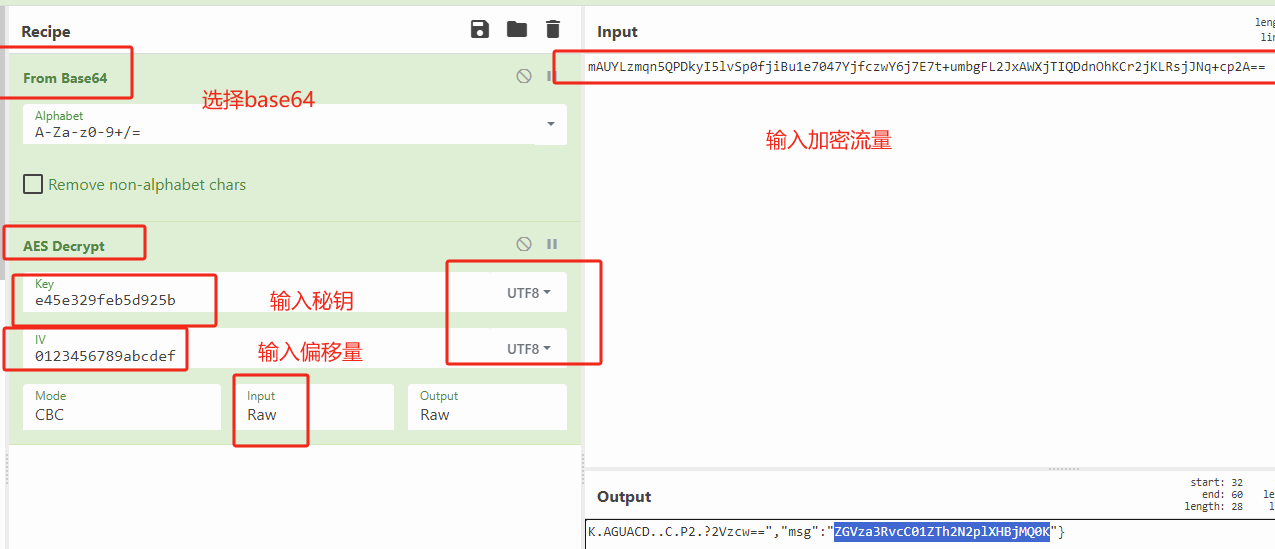 Recipe
From Base64
选择base64
Alphabet
A-Za-z0-9+/=
Remove non-alphabet chars
AES Decrypt
Key
e45e329feb5d925b
UTF8
输入秘钥
IV
0123456789abcdef
UTF8
输入偏移量
Mode
CBC
Input
Raw
Output
Raw
Input
mAUYLzmqn5QPDkyI5lvSp0fjiBu1e7047YjfczwY6j7E7t+umbgFL2JxAWXjTIQDdnOhKCr2jKLRsjJNq+cp2A==
输入加密流量
Output
start: 32
end: 60
length: 28
K.AGUACD..C.P2.?2Vzcw==","msg":"ZGVza3RvcC01ZTh2N2plXHBjMQ0K"}